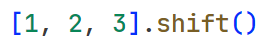 [1, 2, 3].shift()